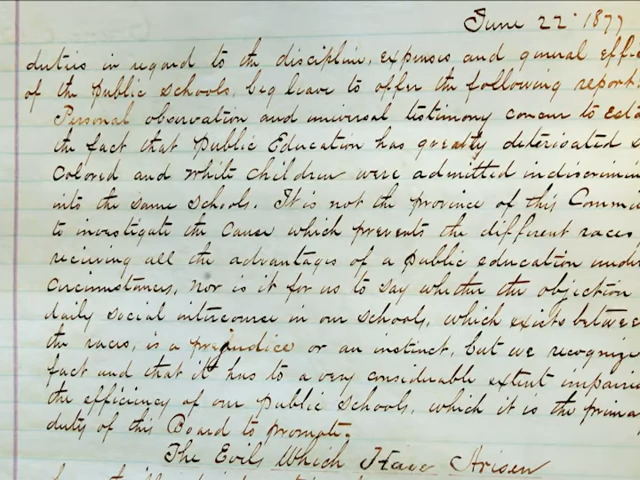 June 22 1877
duties in regard to the discipline, expenses and general effic
of the public schools, beg leave to offer the following report.
Personal observation and universal testimony concur to esta
the fact that Public Education has greatly deteriorated s
Colored and white children were admitted indiscrimin
into the same schools. It is not the province of this Commi
to investigate the Cause which prevents the different races
receiving all the advantages of a public education under
circumstances, nor is it for us to say whether the objection
daily social intercourse in our schools, which exists betwee
the races, is a prejudice or an instinct, but we recognize
fact and that it has to a very considerable extent impaire
the efficiency of our public schools, which it is the prima
duty of this Board to promote.
The Evils Which Have Arisen